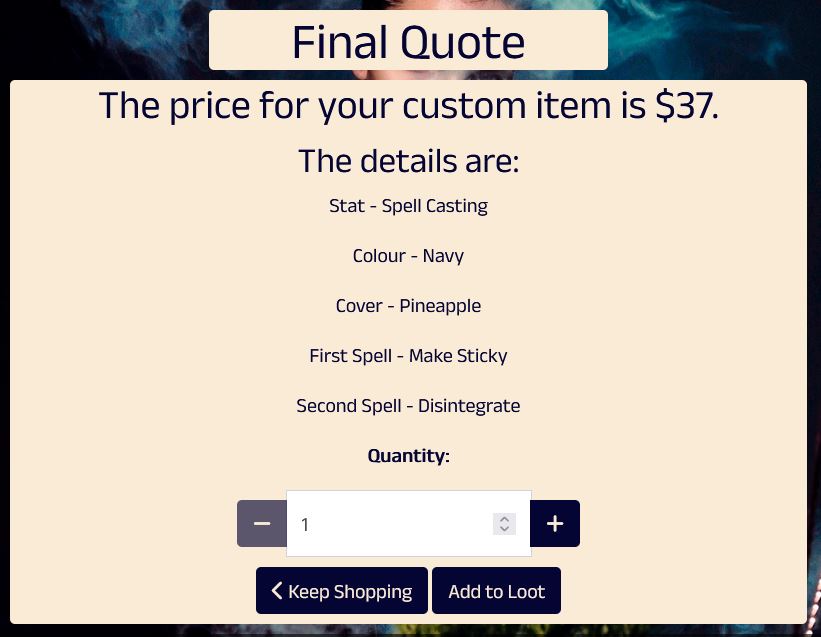 Final Quote
The price for your custom item is $37.
The details are:
Stat - Spell Casting
Colour - Navy
Cover - Pineapple
First Spell - Make Sticky
Second Spell - Disintegrate
Quantity:
1
Keep Shopping
Add to Loot